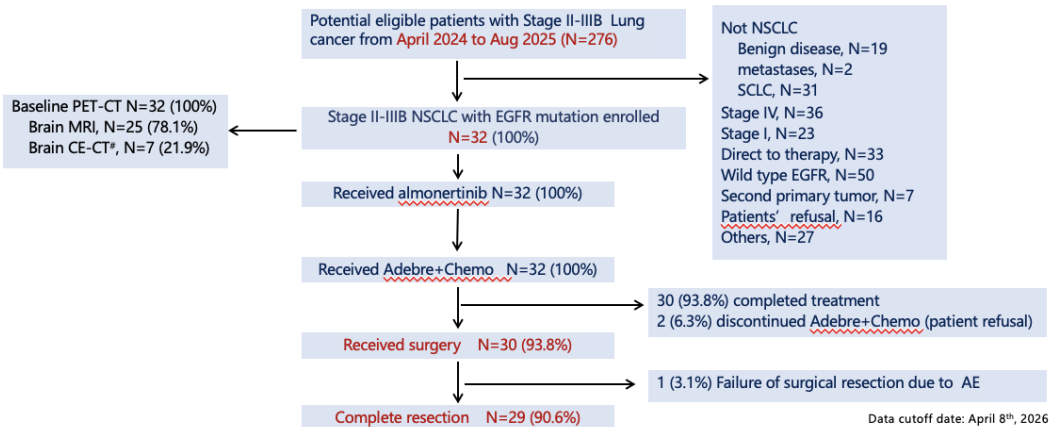 Potential eligible patients with Stage II-IIIB Lung
cancer from April 2024 to Aug 2025 (N=276)
Not NSCLC
Benign disease, N=19
metastases, N=2
SCLC, N=31
Stage IV, N=36
Stage I, N=23
Direct to therapy, N=33
Wild type EGFR, N=50
Second primary tumor, N=7
Patients’ refusal, N=16
Others, N=27
Baseline PET-CT N=32 (100%)
Brain MRI, N=25 (78.1%)
Brain CE-CT#, N=7 (21.9%)
Stage II-IIIB NSCLC with EGFR mutation enrolled
N=32 (100%)
Received almonertinib N=32 (100%)
Received Adebre+Chemo N=32 (100%)
30 (93.8%) completed treatment
2 (6.3%) discontinued Adebre+Chemo (patient refusal)
Received surgery N=30 (93.8%)
1 (3.1%) Failure of surgical resection due to AE
Complete resection N=29 (90.6%)
Data cutoff date: April 8th, 2026